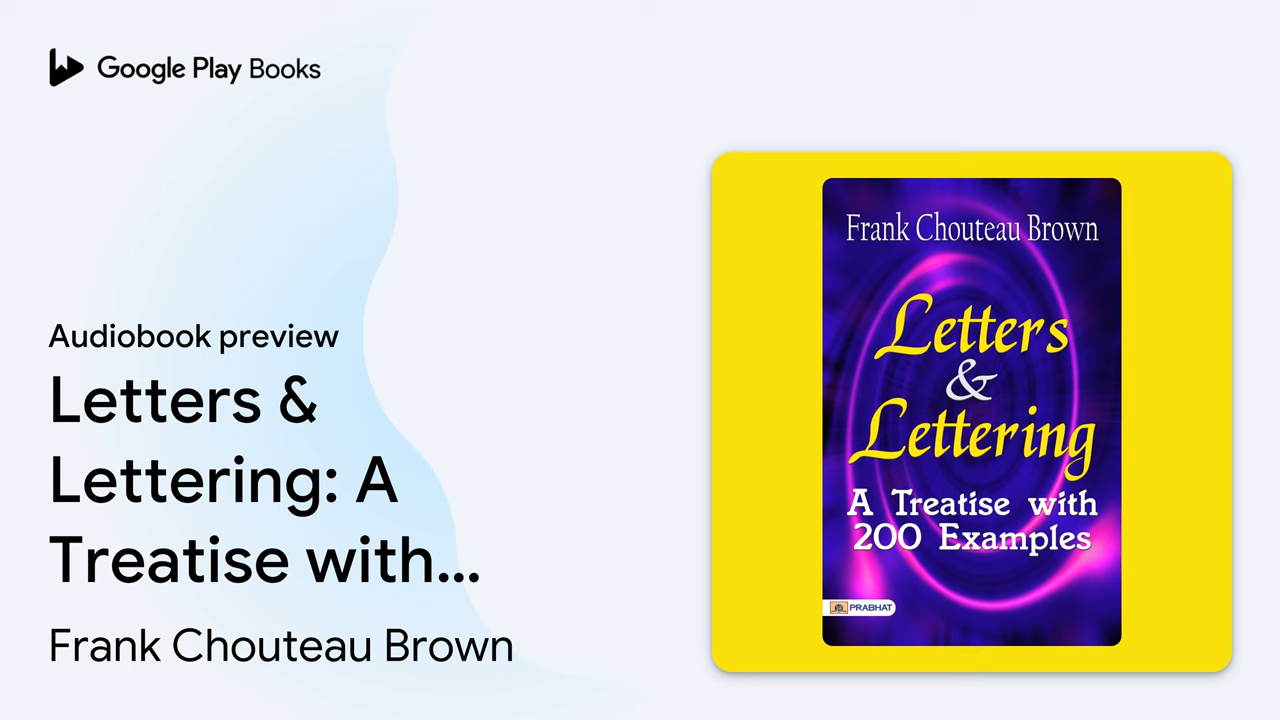 Google Play Books
Audiobook preview
Letters &
Lettering: A
Treatise with...
Frank Chouteau Brown
Frank Chouteau Brown
Letters
&
Lettering
A Treatise with
200 Examples
PRABHAT